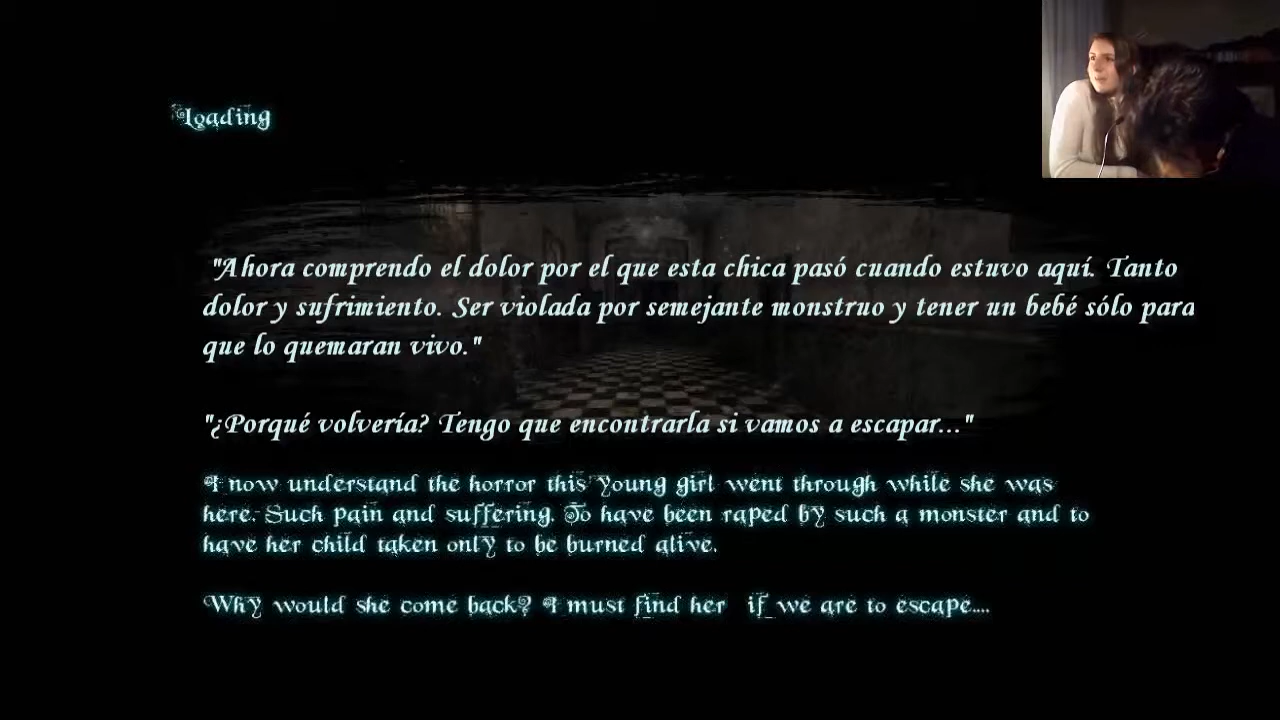 Loading
"Ahora comprendo el dolor por el que esta chica pasó cuando estuvo aquí. Tanto
dolor y sufrimiento. Ser violada por semejante monstruo y tener un bebé sólo para
que lo quemaran vivo."
"¿Porqué volvería? Tengo que encontrarla si vamos a escapar..."
I now understand the horror this young girl went through while she was
here. Such pain and suffering. To have been raped by such a monster and to
have her child taken only to be burned alive.
Why would she come back? I must find her if we are to escape....